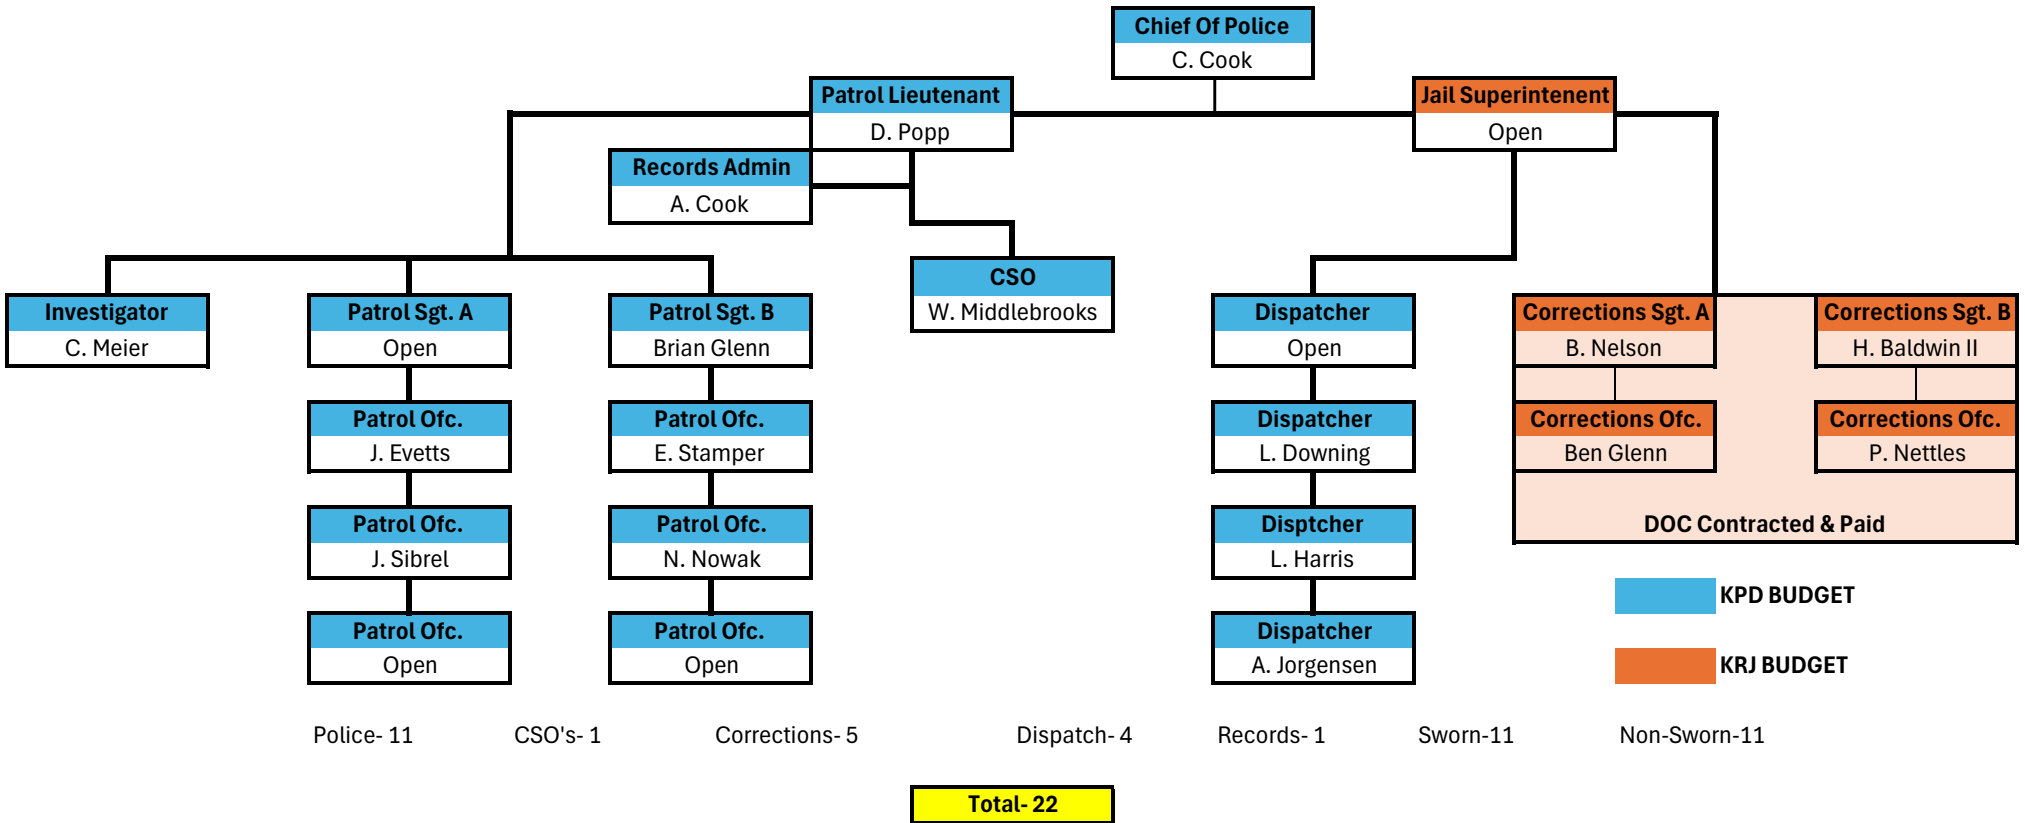 Chief Of Police
C. Cook
Patrol Lieutenant
D. Popp
Jail Superintenent
Open
Records Admin
A. Cook
CSO
W. Middlebrooks
Investigator
C. Meier
Patrol Sgt. A
Open
Patrol Sgt. B
Brian Glenn
Dispatcher
Open
Corrections Sgt. A
B. Nelson
Corrections Sgt. B
H. Baldwin II
Patrol Ofc.
J. Evetts
Patrol Ofc.
E. Stamper
Dispatcher
L. Downing
Corrections Ofc.
Ben Glenn
Corrections Ofc.
P. Nettles
Patrol Ofc.
J. Sibrel
Patrol Ofc.
N. Nowak
Disptcher
L. Harris
DOC Contracted & Paid
KPD BUDGET
Patrol Ofc.
Open
Patrol Ofc.
Open
Dispatcher
A. Jorgensen
KRJ BUDGET
Police- 11 CSO's- 1 Corrections- 5 Dispatch- 4 Records- 1 Sworn-11 Non-Sworn-11
Total- 22